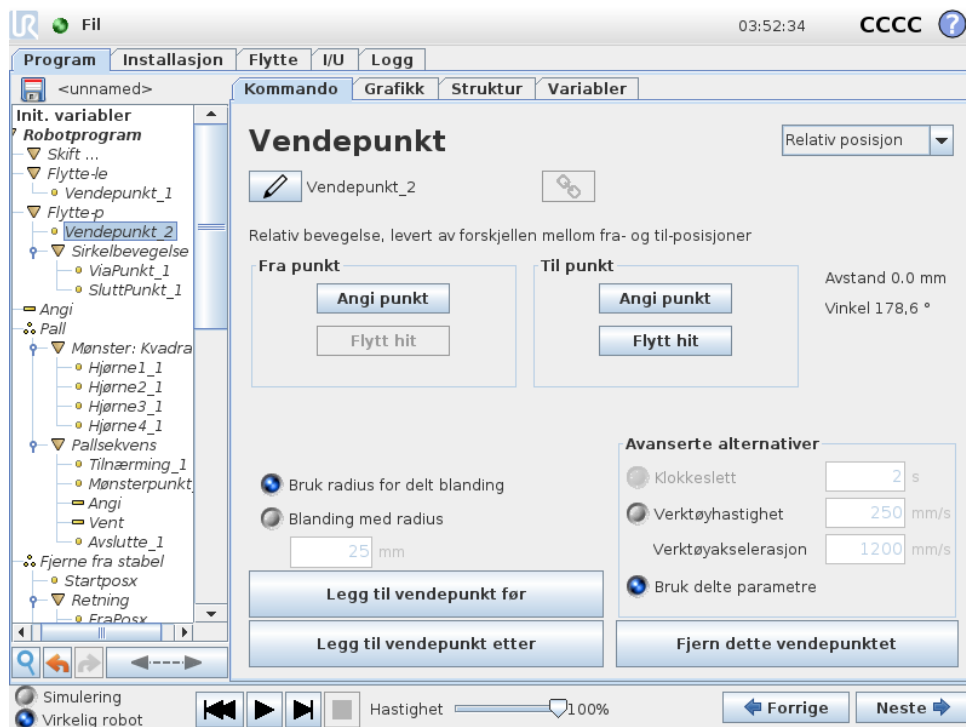 UR Fil 03:52:34 CCCC ?
Program Installasjon Flytte I/U Logg
<unnamed>
Kommando Grafikk Struktur Variabler
Init. variabler
Robotprogram
Skift ...
Flytte-le
Vendepunkt_1
Flytte-p
Vendepunkt_2
Sirkelbevegelse
ViaPunkt_1
SluttPunkt_1
Angi
Pall
Mønster: Kvadra
Hjørne1_1
Hjørne2_1
Hjørne3_1
Hjørne4_1
Pallsekvens
Tilnærming_1
Mønsterpunkt_
Angi
Vent
Avslutte_1
Fjerne fra stabel
Startposx
Retning
FraPosx
Vendepunkt
Relativ posisjon
Vendepunkt_2
Relativ bevegelse, levert av forskjellen mellom fra- og til-posisjoner
Fra punkt
Angi punkt
Flytt hit
Til punkt
Angi punkt
Flytt hit
Avstand 0.0 mm
Vinkel 178,6 °
Bruk radius for delt blanding
Blanding med radius
25 mm
Avanserte alternativer
Klokkeslett 2 s
Verktøyhastighet 250 mm/s
Verktøyakselerasjon 1200 mm/s
Bruk delte parametre
Legg til vendepunkt før
Legg til vendepunkt etter
Fjern dette vendepunktet
Simulering
Virkelig robot
Hastighet 100%
Forrige Neste